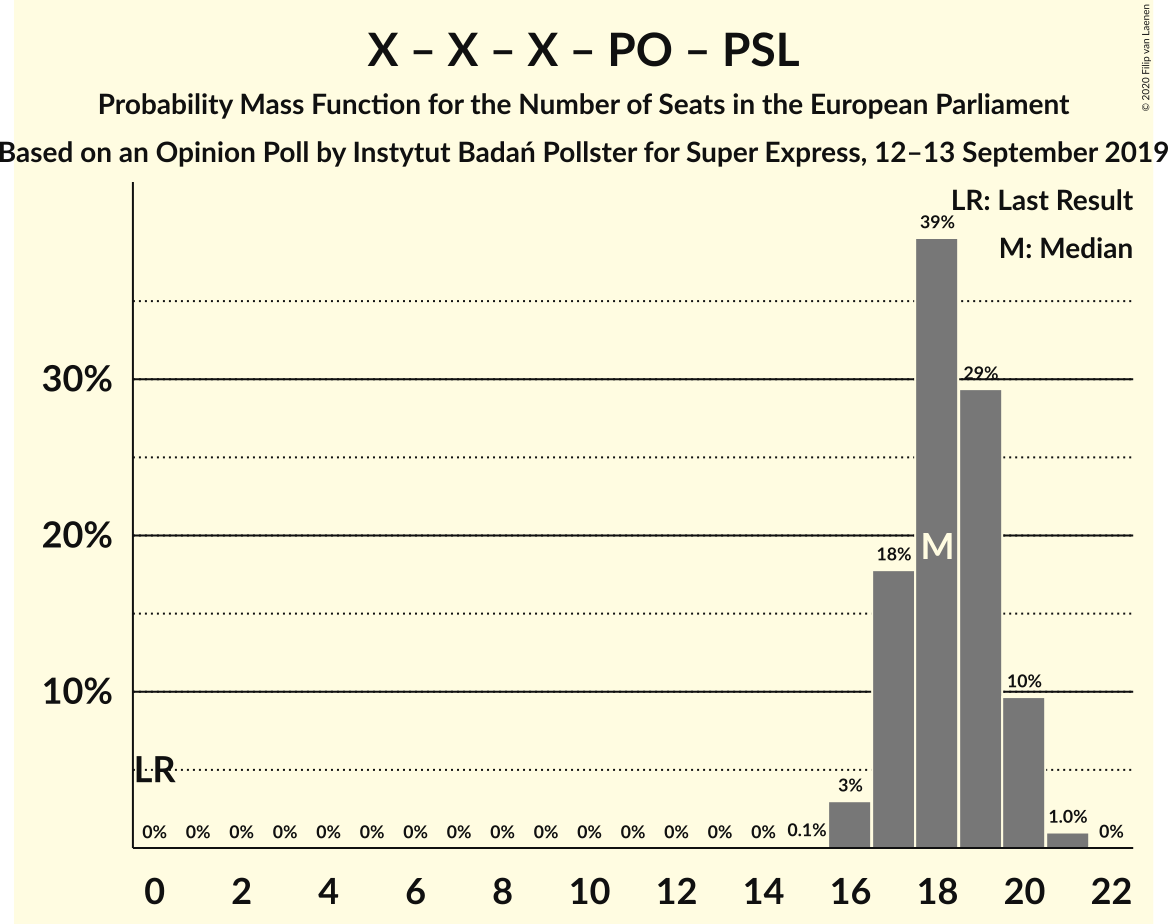 X – X – X – PO – PSL
Probability Mass Function for the Number of Seats in the European Parliament
Based on an Opinion Poll by Instytut Badań Pollster for Super Express, 12–13 September 2019
© 2020 Filip van Laenen
LR: Last Result
M: Median
39%
30%
29%
20%
18%
M
10%
10%
LR
3%
1.0%
0% 0% 0% 0% 0% 0% 0% 0% 0% 0% 0% 0% 0% 0% 0% 0.1% 0%
0 2 4 6 8 10 12 14 16 18 20 22